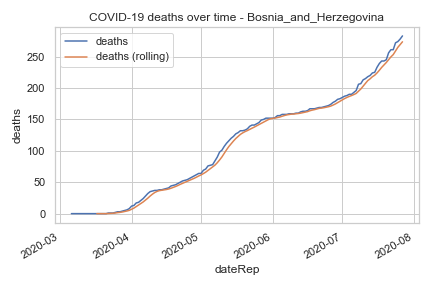 COVID-19 deaths over time - Bosnia_and_Herzegovina
deaths
deaths (rolling)
250
200
150
100
50
0
deaths
2020-03
2020-04
2020-05
2020-06
2020-07
2020-08
dateRep